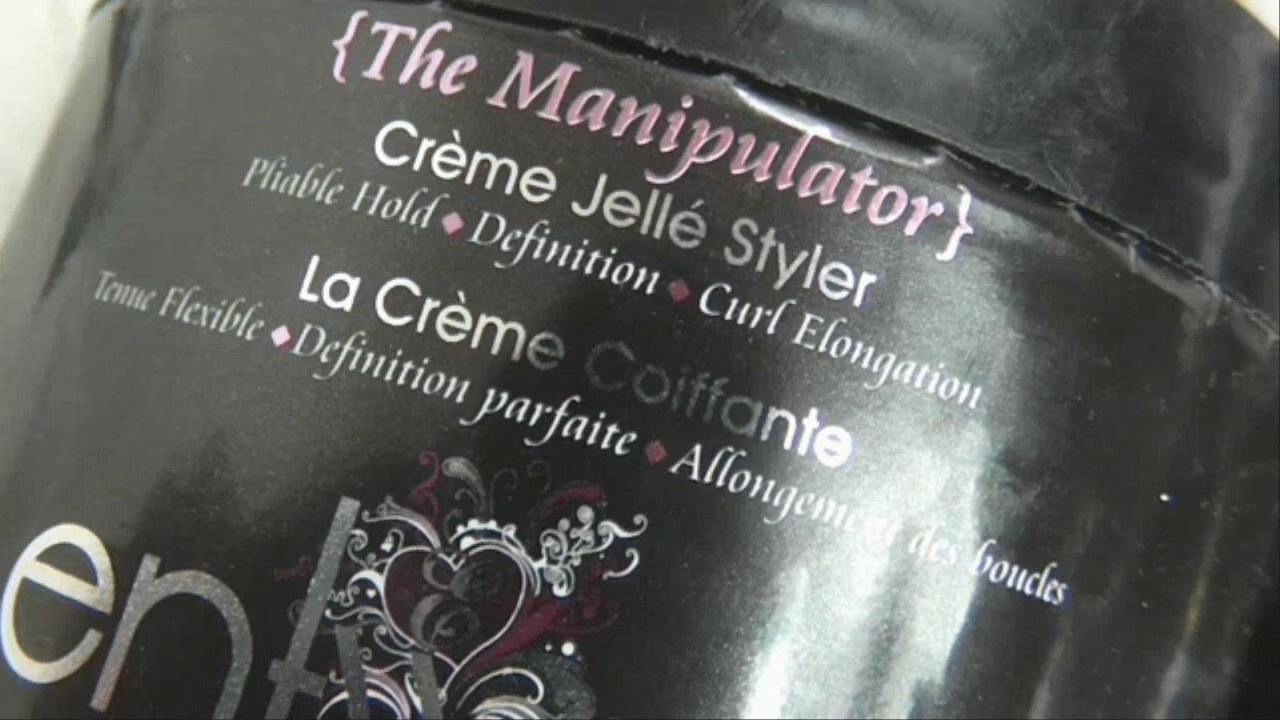 {The Manipulator}
Crème Jellé Styler
Pliable Hold ◆ Definition ◆ Curl Elongation
La Crème Coiffante
Tenue Flexible ◆ Definition parfaite ◆ Allongement des boucles